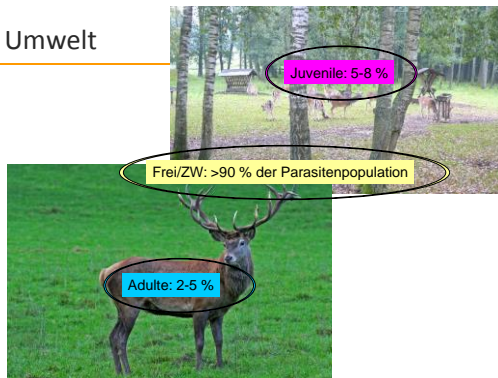 Umwelt
Juvenile: 5-8 %
Frei/ZW: >90 % der Parasitenpopulation
Adulte: 2-5 %